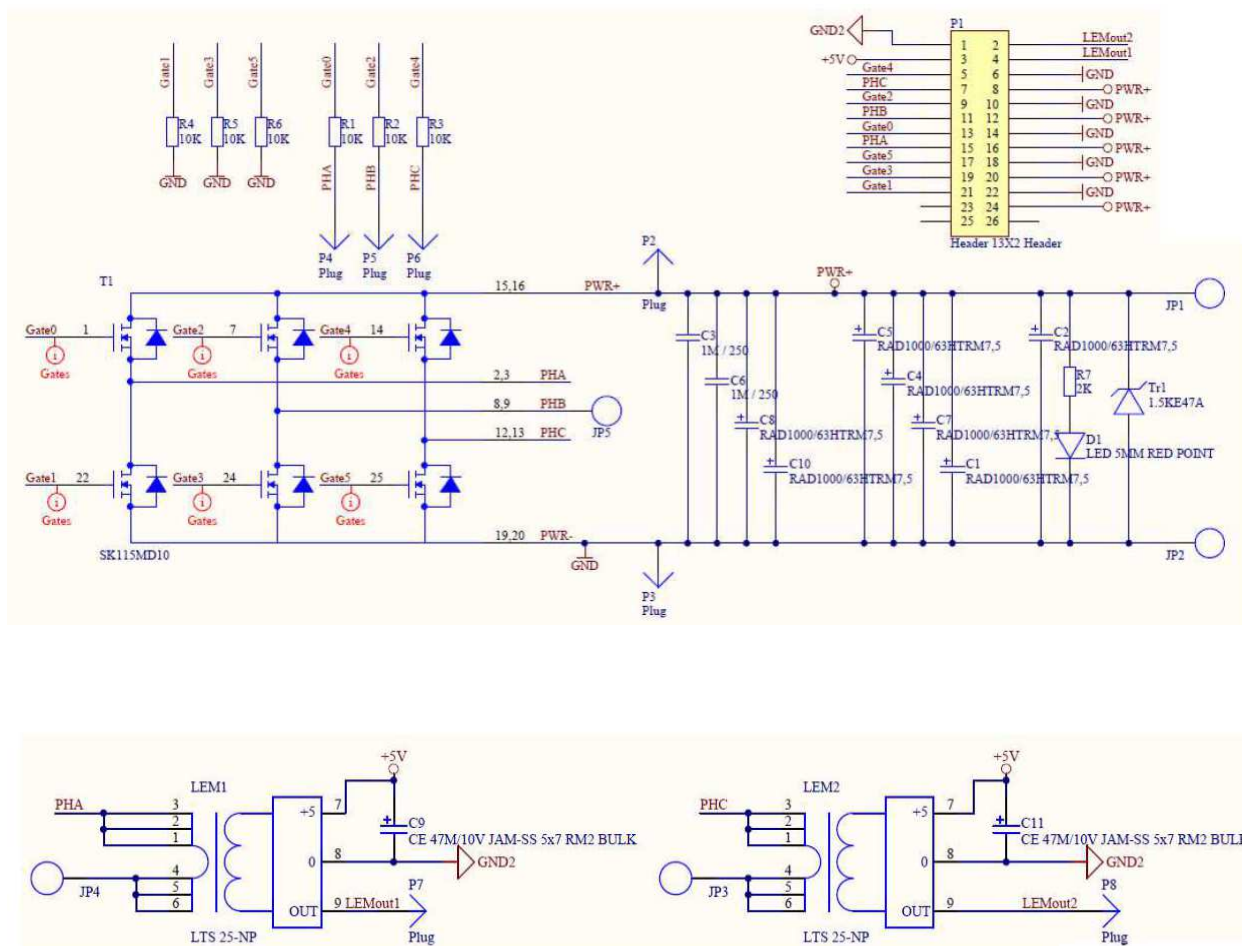 Gate1
Gate3
Gate5
Gate0
Gate2
Gate4
R4
10K
R5
10K
R6
10K
R1
10K
R2
10K
R3
10K
GND
GND
GND
PHA
PHB
PHC
P4
Plug
P5
Plug
P6
Plug
P1
GND2
+5V
Gate4
PHC
Gate2
PHB
Gate0
PHA
Gate5
Gate3
Gate1
1 2
3 4
5 6
7 8
9 10
11 12
13 14
15 16
17 18
19 20
21 22
23 24
25 26
LEMout2
LEMout1
GND
PWR+
GND
PWR+
GND
PWR+
GND
PWR+
GND
PWR+
Header 13X2 Header
T1
15,16 PWR+
P2
Plug
PWR+
JP1
Gate0 1
i
Gates
Gate2 7
i
Gates
Gate4 14
i
Gates
2,3 PHA
8,9 PHB
JP5
12,13 PHC
Gate1 22
i
Gates
Gate3 24
i
Gates
Gate5 25
i
Gates
SK115MD10
19,20 PWR-
GND
P3
Plug
C3
1M / 250
C6
1M / 250
C8
RAD1000/63HTRM7,5
C10
RAD1000/63HTRM7,5
C5
RAD1000/63HTRM7,5
C4
RAD1000/63HTRM7,5
C7
RAD1000/63HTRM7,5
C1
RAD1000/63HTRM7,5
C2
RAD1000/63HTRM7,5
R7
2K
D1
LED 5MM RED POINT
Tr1
1.5KE47A
JP2
LEM1
PHA
3
2
1
4
5
6
JP4
+5
0
OUT
7
8
9
+5V
C9
CE 47M/10V JAM-SS 5x7 RM2 BULK
GND2
LEMout1
P7
Plug
LTS 25-NP
LEM2
PHC
3
2
1
4
5
6
JP3
+5
0
OUT
7
8
9
+5V
C11
CE 47M/10V JAM-SS 5x7 RM2 BULK
GND2
LEMout2
P8
Plug
LTS 25-NP